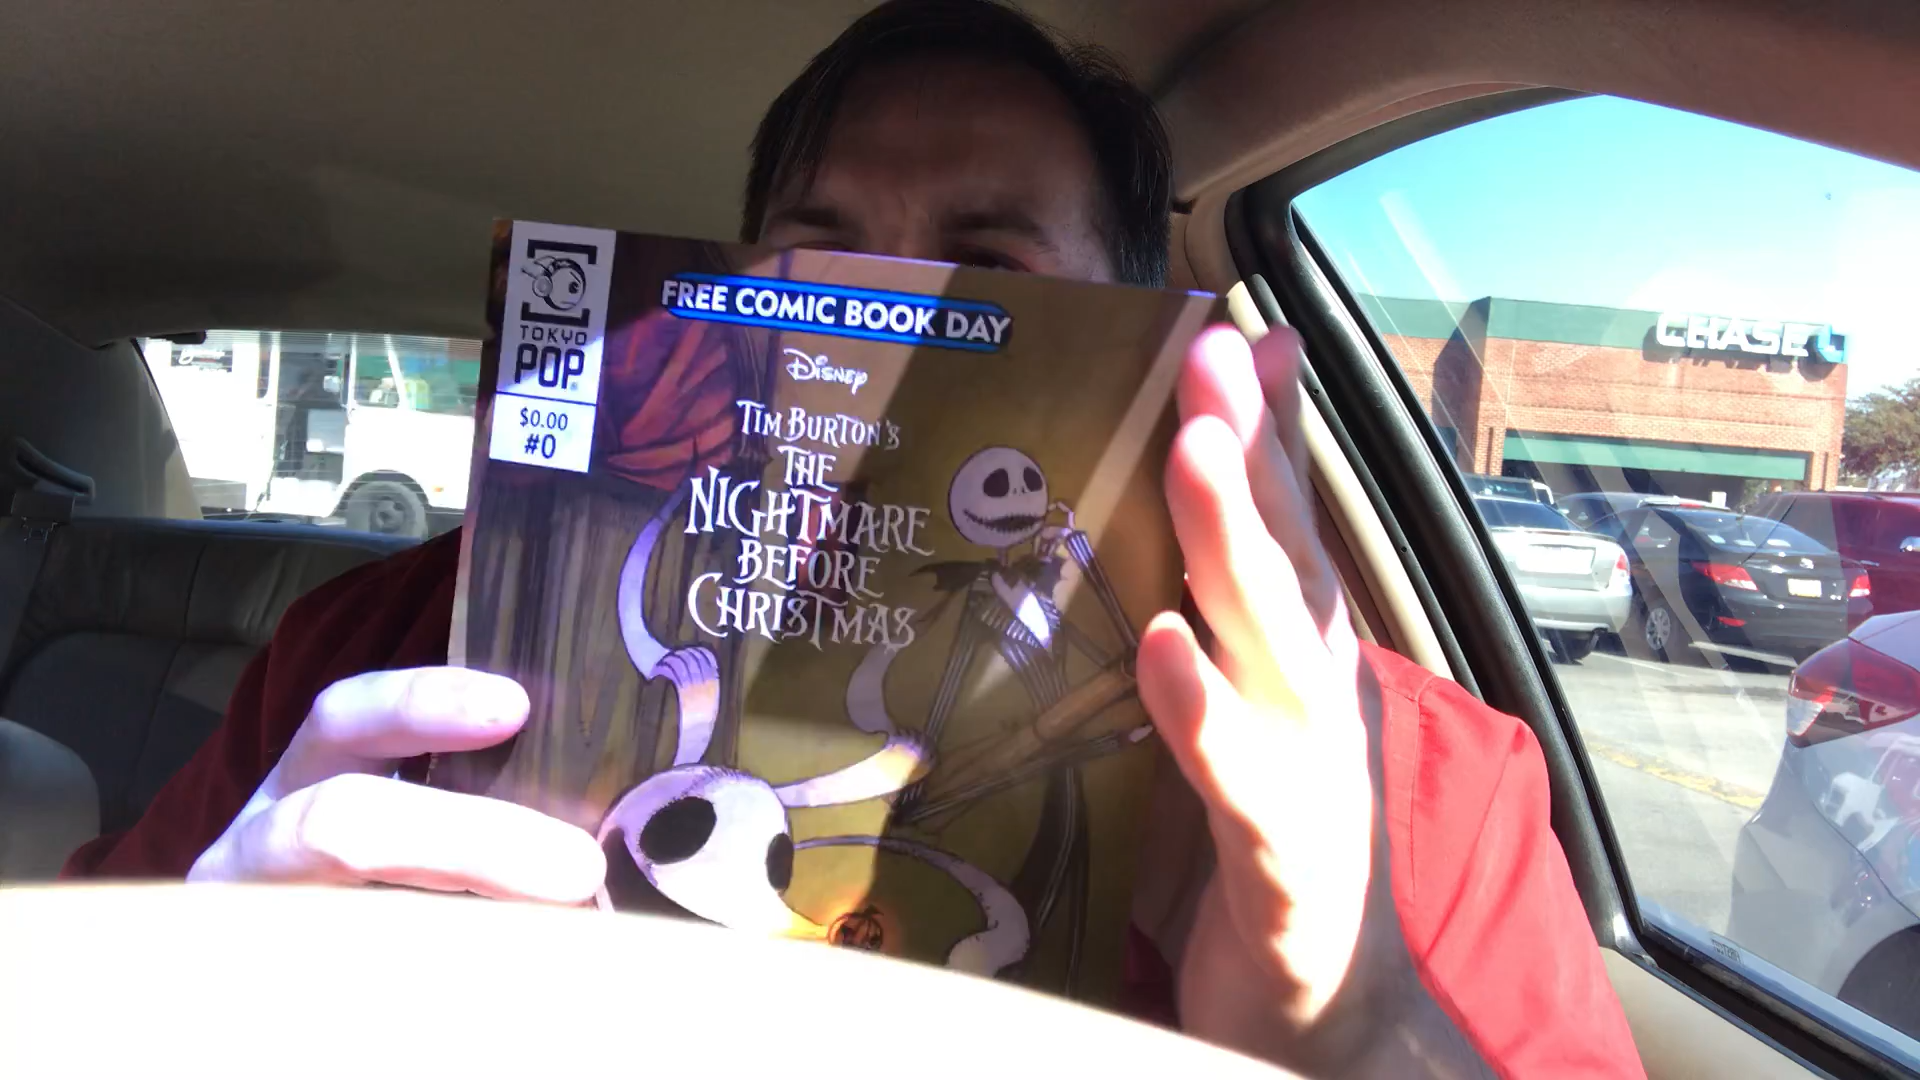 TOKYO
POP
$0.00
#0
FREE COMIC BOOK DAY
DISNEY
TIM BURTON'S
THE
NIGHTMARE
BEFORE
CHRISTMAS
CHASE